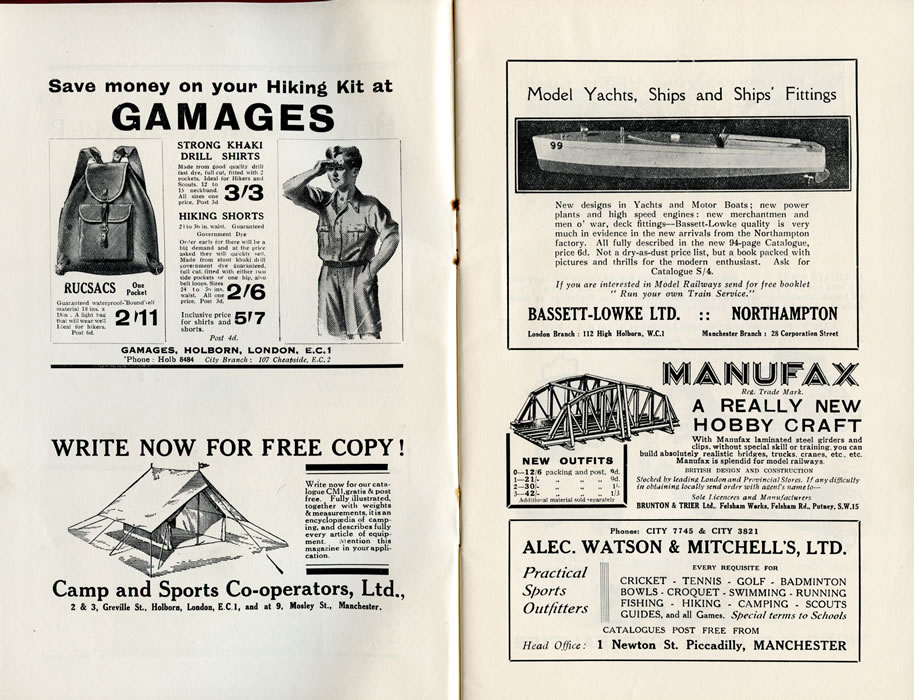 Save money on your Hiking Kit at
GAMAGES
STRONG KHAKI
DRILL SHIRTS
Made from good quality drill
fast dye, full cut, fitted with 2
pockets. Ideal for Hikers and
Scouts. 12 to
15 neckband.
All sizes one
price. Post 3d
3/3
HIKING SHORTS
21 to 36 in. waist. Guaranteed
Government Dye
Order early for there will be a
big demand and at the price
asked they will quickly sell.
Made from stout khaki drill
government dye guaranteed,
full cut, fitted with either two
side pockets or one hip, also
belt loops. Sizes
24 to 36 ins.
waist. All one
price. Post 3d.
2/6
Inclusive price
for shirts and
shorts.
5/7
Post 4d.
RUCSACS One
Pocket
Guaranteed waterproof. Bound self
material 18 ins. x
18in. A light bag
that will wear well
Ideal for hikers.
Post 6d.
2/11
GAMAGES, HOLBORN, LONDON, E.C.1
'Phone: Holb 8484 City Branch: 107 Cheapside, E.C.2
WRITE NOW FOR FREE COPY!
Write now for our cata-
logue CM1, gratis & post
free. Fully illustrated,
together with weights
& measurements, it is an
encyclopædia of camp-
ing, and describes fully
every article of equip-
ment. Mention this
magazine in your appli-
cation.
Camp and Sports Co-operators, Ltd.,
2 & 3, Greville St., Holborn, London, E.C.1, and at 9, Mosley St., Manchester.
Model Yachts, Ships and Ships' Fittings
99
New designs in Yachts and Motor Boats; new power
plants and high speed engines: new merchantmen and
men o' war, deck fittings—Bassett-Lowke quality is very
much in evidence in the new arrivals from the Northampton
factory. All fully described in the new 94-page Catalogue,
price 6d. Not a dry-as-dust price list, but a book packed with
pictures and thrills for the modern enthusiast. Ask for
Catalogue S/4.
If you are interested in Model Railways send for free booklet
"Run your own Train Service."
BASSETT-LOWKE LTD. :: NORTHAMPTON
London Branch: 112 High Holborn, W.C.1 Manchester Branch: 28 Corporation Street
MANUFAX
Reg. Trade Mark.
A REALLY NEW
HOBBY CRAFT
With Manufax laminated steel girders and
clips, without special skill or training, you can
build absolutely realistic bridges, trucks, cranes, etc., etc.
Manufax is splendid for model railways.
BRITISH DESIGN AND CONSTRUCTION
Stocked by leading London and Provincial Stores. If any difficulty
in obtaining locally send order with agent's name to—
Sole Licencees and Manufacturers
BRUNTON & TRIER Ltd., Felsham Works, Felsham Rd., Putney, S.W.15
NEW OUTFITS
0—12/6 packing and post, 9d.
1—21/- " " " 9d.
2—30/- " " " 1/-
3—42/- " " " 1/3
Additional material sold separately
Phones: CITY 7745 & CITY 3821
ALEC. WATSON & MITCHELL'S, LTD.
Practical
Sports
Outfitters
EVERY REQUISITE FOR
CRICKET - TENNIS - GOLF - BADMINTON
BOWLS - CROQUET - SWIMMING - RUNNING
FISHING - HIKING - CAMPING - SCOUTS
GUIDES, and all Games. Special terms to Schools
CATALOGUES POST FREE FROM
Head Office: 1 Newton St. Piccadilly, MANCHESTER